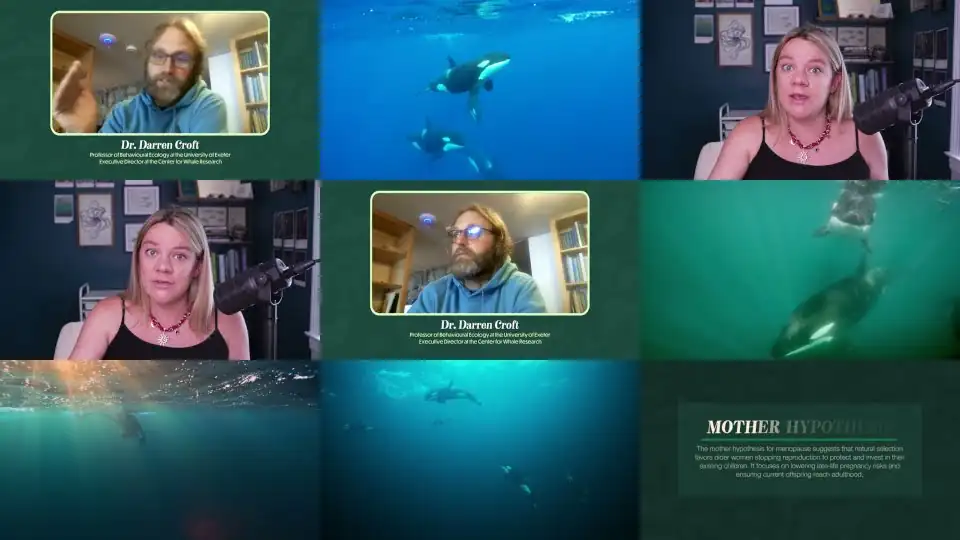 Dr. Darren Croft
Professor of Behavioural Ecology at the University of Exeter
Executive Director at the Center for Whale Research
Dr. Darren Croft
Professor of Behavioural Ecology at the University of Exeter
Executive Director at the Center for Whale Research
MOTHER HYPOTHESIS
The mother hypothesis for menopause suggests that natural selection
favors older women stopping reproduction to protect and invest in their
existing children. It focuses on lowering late-life pregnancy risks and
ensuring current offspring reach adulthood.